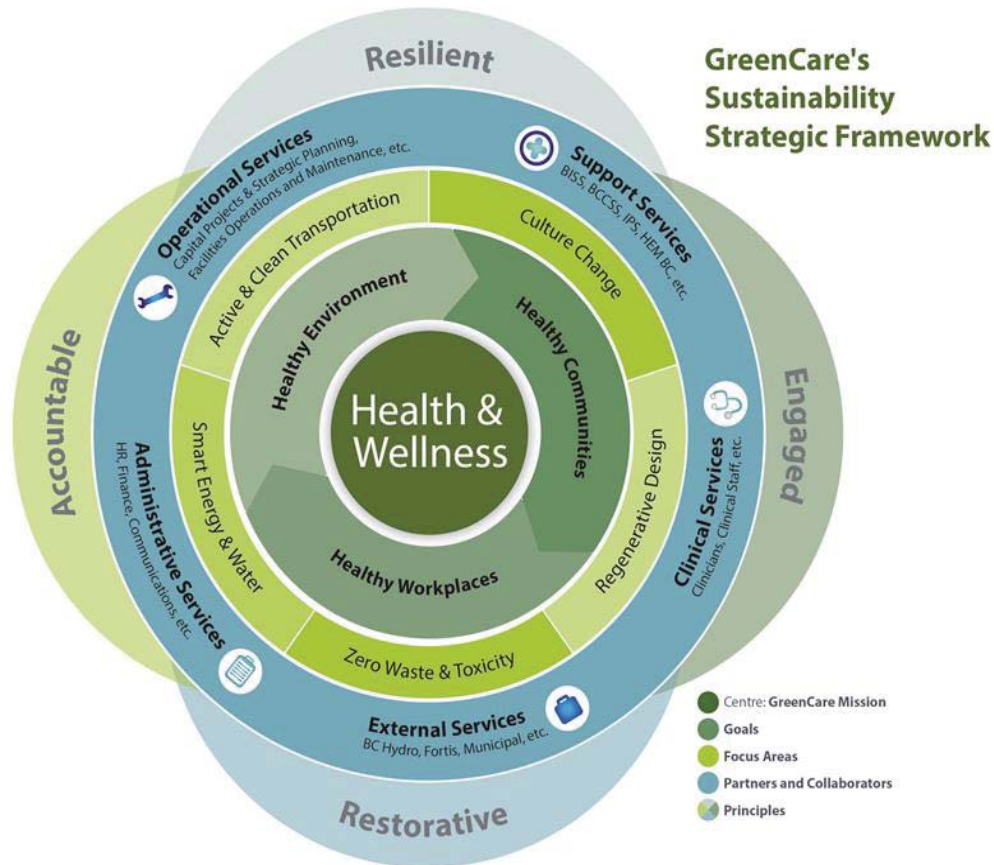 GreenCare's
Sustainability
Strategic Framework
Resilient
Accountable
Engaged
Restorative
Operational Services
Capital Projects & Strategic Planning,
Facilities Operations and Maintenance, etc.
Support Services
BISS, BCCSS, IPS, HEM BC, etc.
Clinical Services
Clinicians, Clinical Staff, etc.
External Services
BC Hydro, Fortis, Municipal, etc.
Administrative Services
HR, Finance, Communications, etc.
Active & Clean Transportation
Culture Change
Regenerative Design
Zero Waste & Toxicity
Smart Energy & Water
Healthy Environment
Healthy Communities
Healthy Workplaces
Health &
Wellness
Centre: GreenCare Mission
Goals
Focus Areas
Partners and Collaborators
Principles